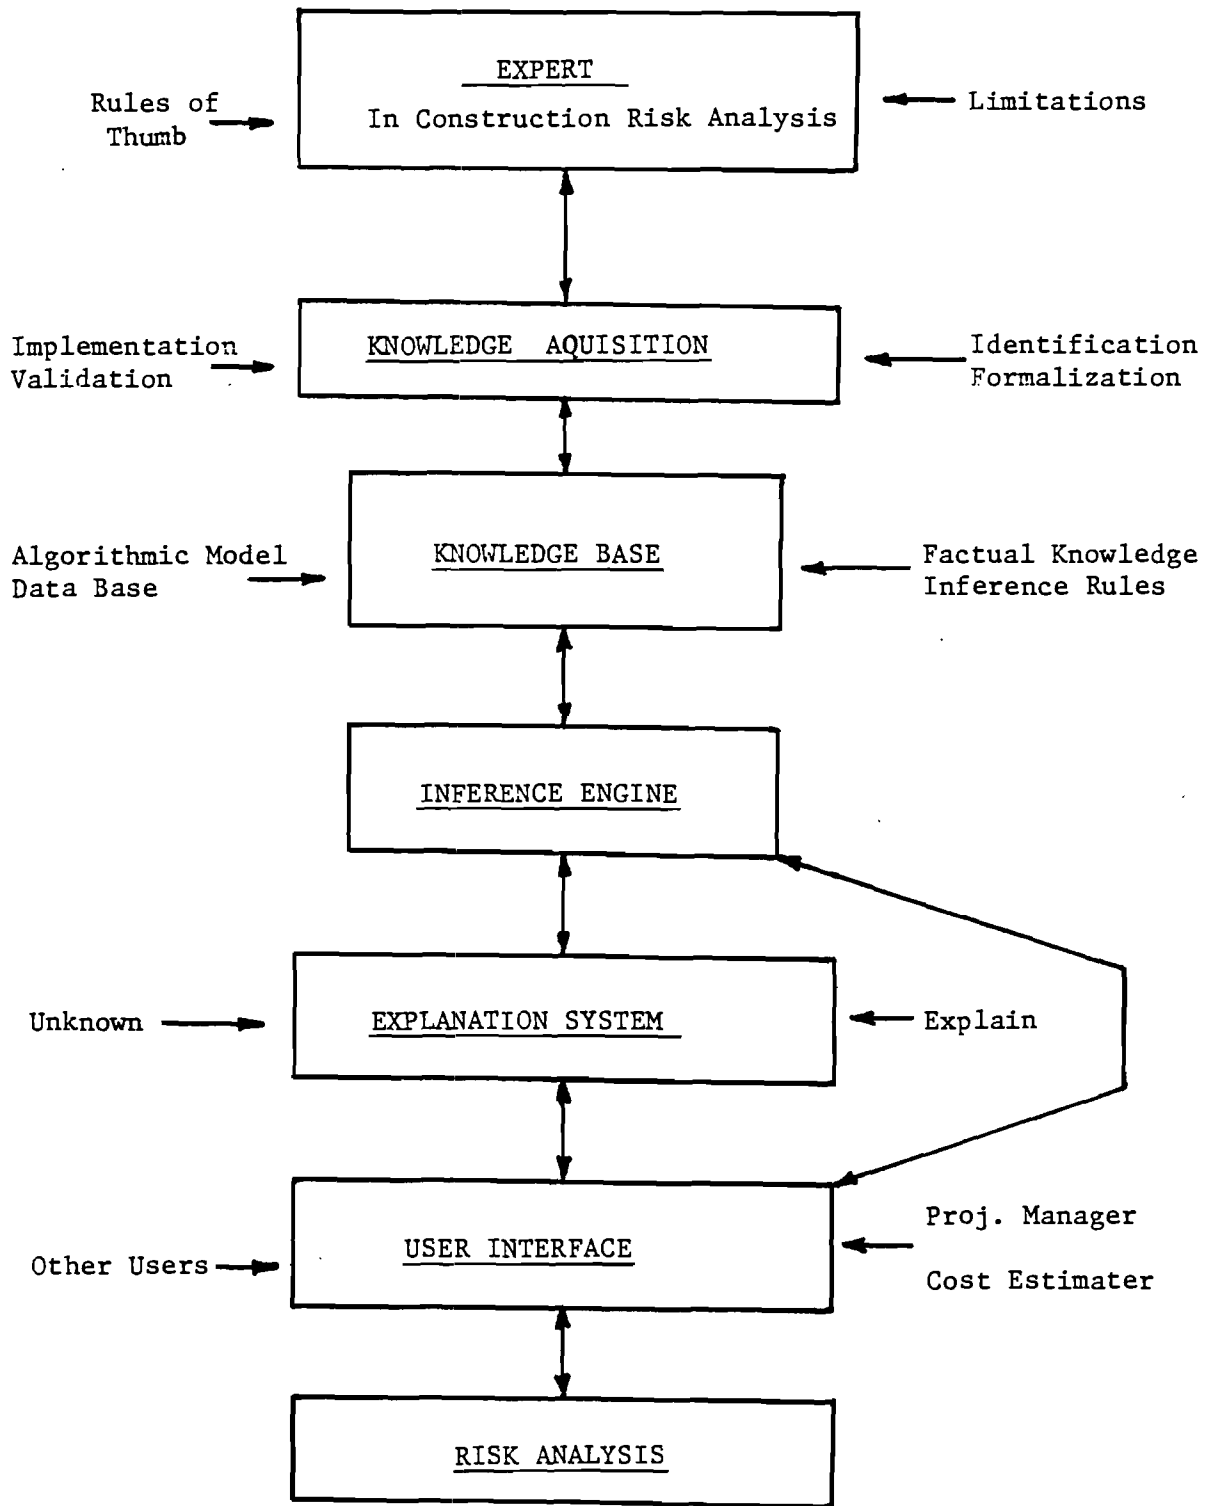 EXPERT
In Construction Risk Analysis
Rules of
Thumb
Limitations
KNOWLEDGE AQUISITION
Implementation
Validation
Identification
Formalization
KNOWLEDGE BASE
Algorithmic Model
Data Base
Factual Knowledge
Inference Rules
INFERENCE ENGINE
EXPLANATION SYSTEM
Unknown
Explain
USER INTERFACE
Other Users
Proj. Manager
Cost Estimater
RISK ANALYSIS